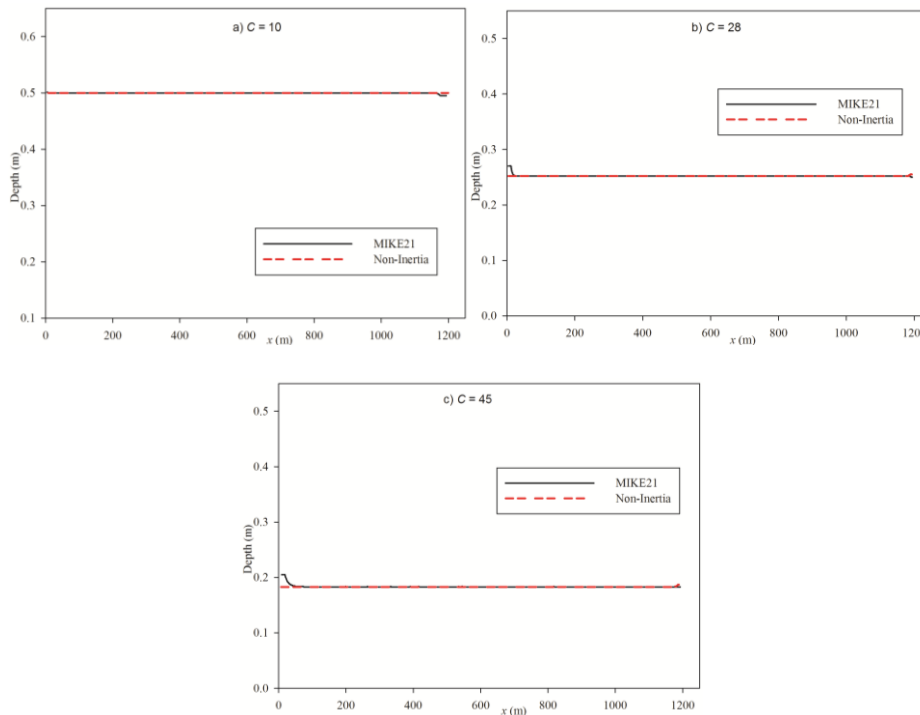 a) C = 10
0.6
0.5
0.4
0.3
0.2
0.1
Depth (m)
MIKE21
Non-Inertia
0 200 400 600 800 1000 1200
x (m)
b) C = 28
0.5
0.4
0.3
0.2
0.1
0.0
Depth (m)
MIKE21
Non-Inertia
0 200 400 600 800 1000 120
x (m)
c) C = 45
0.5
0.4
0.3
0.2
0.1
0.0
Depth (m)
MIKE21
Non-Inertia
0 200 400 600 800 1000 1200
x (m)